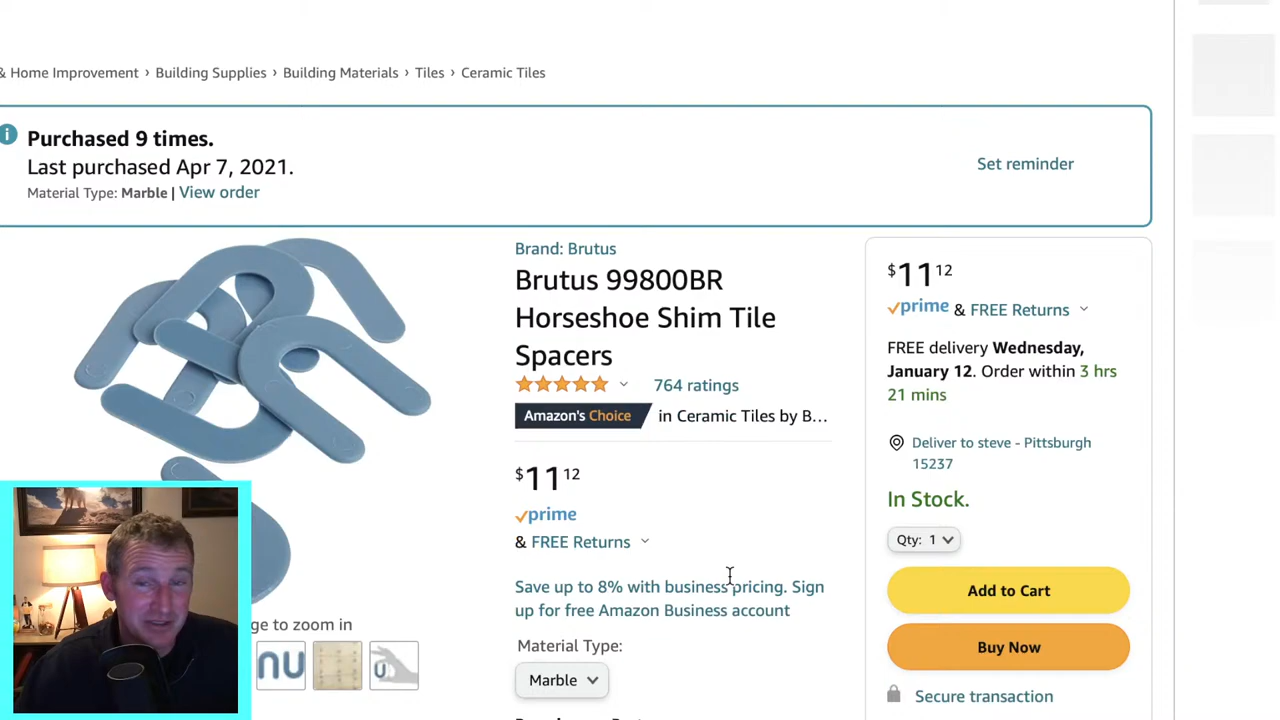 & Home Improvement › Building Supplies › Building Materials › Tiles › Ceramic Tiles
i
Purchased 9 times.
Last purchased Apr 7, 2021.
Set reminder
Material Type: Marble | View order
Brand: Brutus
Brutus 99800BR
Horseshoe Shim Tile
Spacers
764 ratings
Amazon's Choice in Ceramic Tiles by B...
$11 12
prime
& FREE Returns
Save up to 8% with business pricing. Sign
up for free Amazon Business account
Material Type:
Marble
ge to zoom in
$11 12
prime & FREE Returns
FREE delivery Wednesday,
January 12. Order within 3 hrs
21 mins
Deliver to steve - Pittsburgh
15237
In Stock.
Qty: 1
Add to Cart
Buy Now
Secure transaction